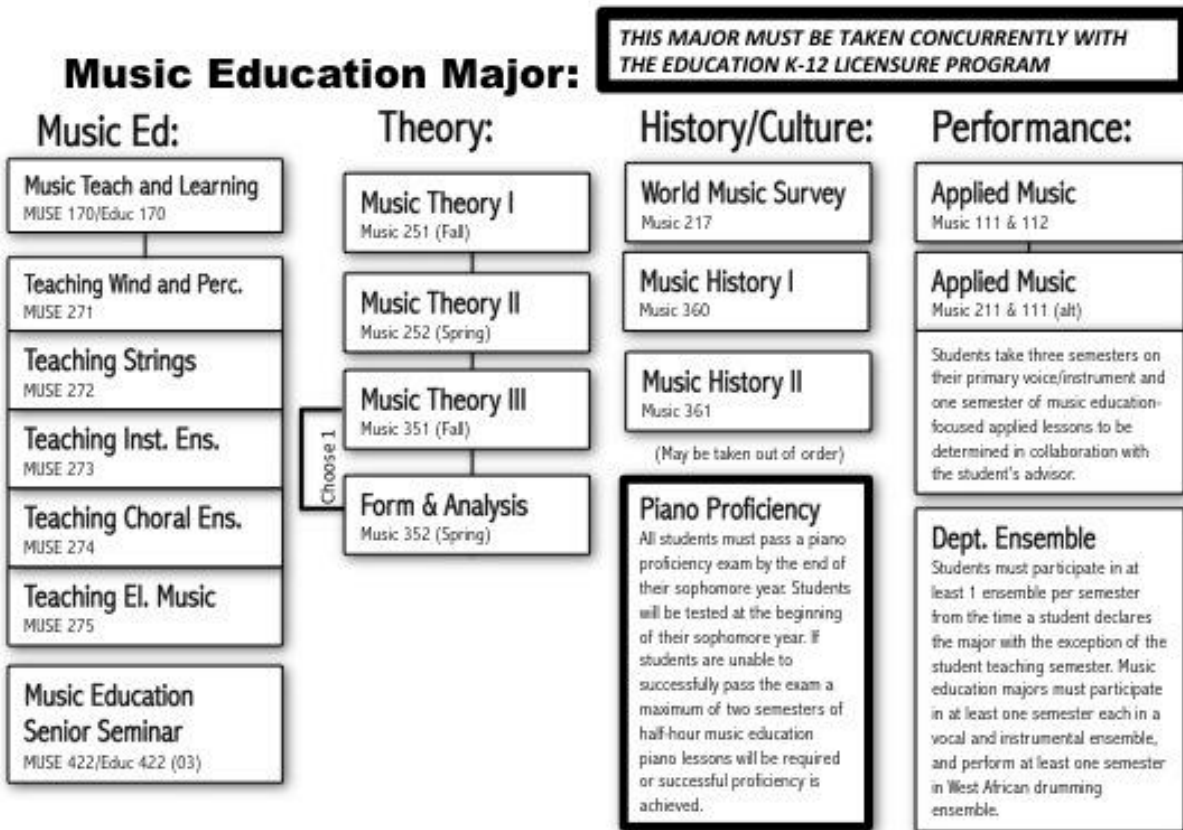 Music Education Major:
THIS MAJOR MUST BE TAKEN CONCURRENTLY WITH
THE EDUCATION K-12 LICENSURE PROGRAM
Music Ed:
Music Teach and Learning
MUSE 170/Educ 170
Teaching Wind and Perc.
MUSE 271
Teaching Strings
MUSE 272
Teaching Inst. Ens.
MUSE 273
Teaching Choral Ens.
MUSE 274
Teaching El. Music
MUSE 275
Music Education
Senior Seminar
MUSE 422/Educ 422 (03)
Theory:
Music Theory I
Music 251 (Fall)
Music Theory II
Music 252 (Spring)
Music Theory III
Music 351 (Fall)
Choose 1
Form & Analysis
Music 352 (Spring)
History/Culture:
World Music Survey
Music 217
Music History I
Music 360
Music History II
Music 361
(May be taken out of order)
Piano Proficiency
All students must pass a piano
proficiency exam by the end of
their sophomore year. Students
will be tested at the beginning
of their sophomore year. If
students are unable to
successfully pass the exam a
maximum of two semesters of
half-hour music education
piano lessons will be required
or successful proficiency is
achieved.
Performance:
Applied Music
Music 111 & 112
Applied Music
Music 211 & 111 (alt)
Students take three semesters on
their primary voice/instrument and
one semester of music education-
focused applied lessons to be
determined in collaboration with
the student's advisor.
Dept. Ensemble
Students must participate in at
least 1 ensemble per semester
from the time a student declares
the major with the exception of the
student teaching semester. Music
education majors must participate
in at least one semester each in a
vocal and instrumental ensemble,
and perform at least one semester
in West African drumming
ensemble.